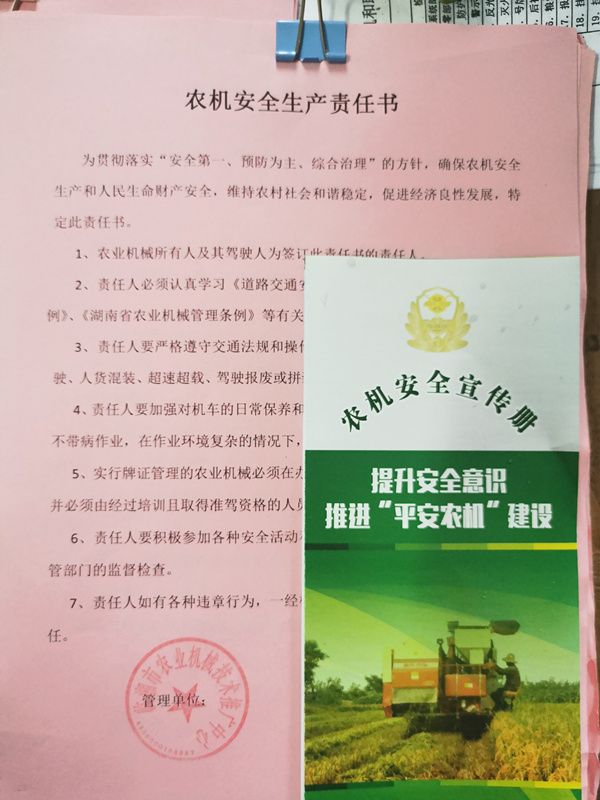 农机安全生产责任书
为贯彻落实“安全第一、预防为主、综合治理”的方针，确保农机安全
生产和人民生命财产安全，维持农村社会和谐稳定，促进经济良性发展，特
定此责任书。
1、农业机械所有人及其驾驶人为签订此责任书的责任人。
2、责任人必须认真学习《道路交通安
例》、《湖南省农业机械管理条例》等有关
3、责任人要严格遵守交通法规和操作
驶、人货混装、超速超载、驾驶报废或拼
4、责任人要加强对机车的日常保养和
不带病作业，在作业环境复杂的情况下，
5、实行牌证管理的农业机械必须在办
并必须由经过培训且取得准驾资格的人员
6、责任人要积极参加各种安全活动
管部门的监督检查。
7、责任人如有各种违章行为，一经
任。
管理单位：
市农业机械技术推广中心
农机安全宣传册
提升安全意识
推进“平安农机”建设